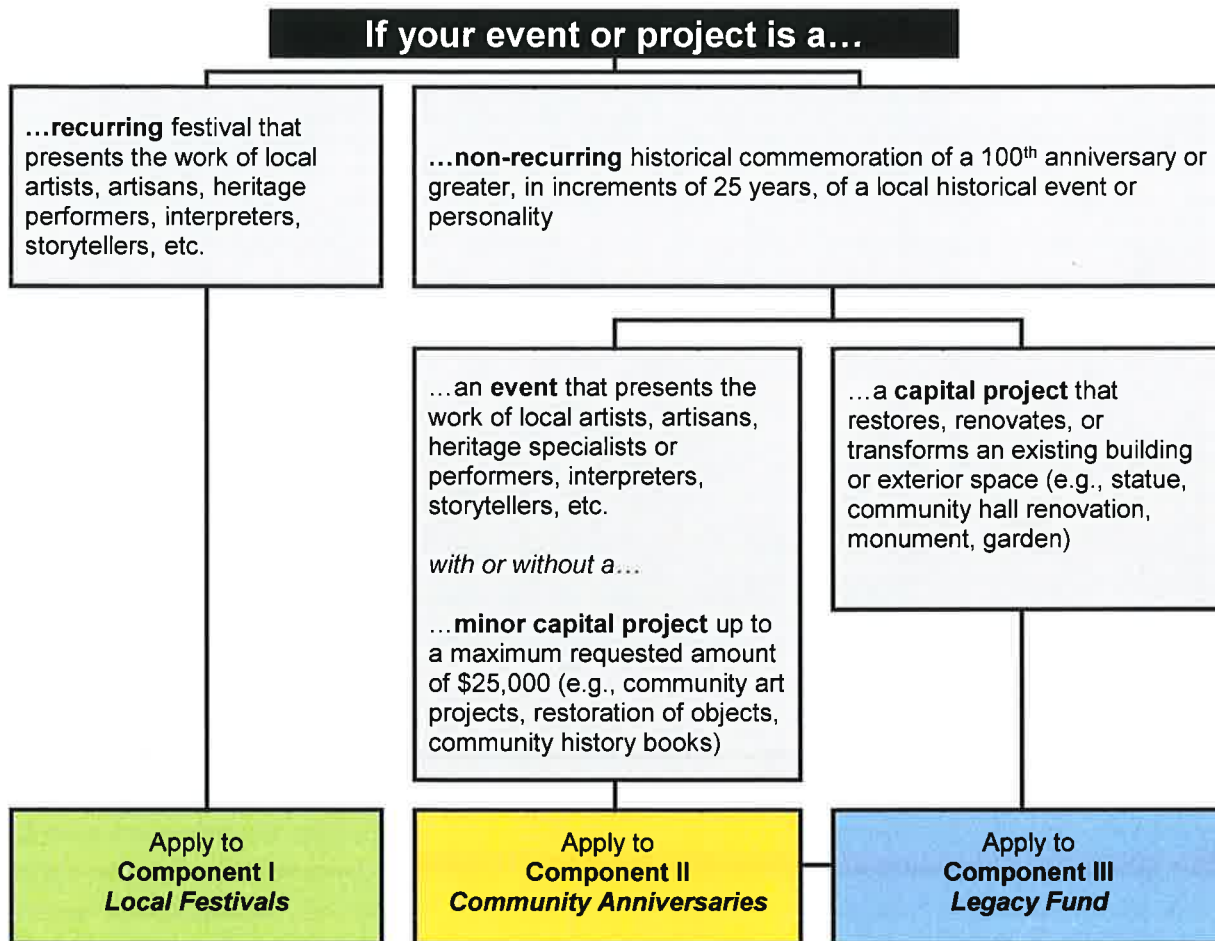 If your event or project is a…
…recurring festival that
presents the work of local
artists, artisans, heritage
performers, interpreters,
storytellers, etc.
…non-recurring historical commemoration of a 100th anniversary or
greater, in increments of 25 years, of a local historical event or
personality
…an event that presents the
work of local artists, artisans,
heritage specialists or
performers, interpreters,
storytellers, etc.
with or without a…
…minor capital project up to
a maximum requested amount
of $25,000 (e.g., community art
projects, restoration of objects,
community history books)
…a capital project that
restores, renovates, or
transforms an existing building
or exterior space (e.g., statue,
community hall renovation,
monument, garden)
Apply to
Component I
Local Festivals
Apply to
Component II
Community Anniversaries
Apply to
Component III
Legacy Fund